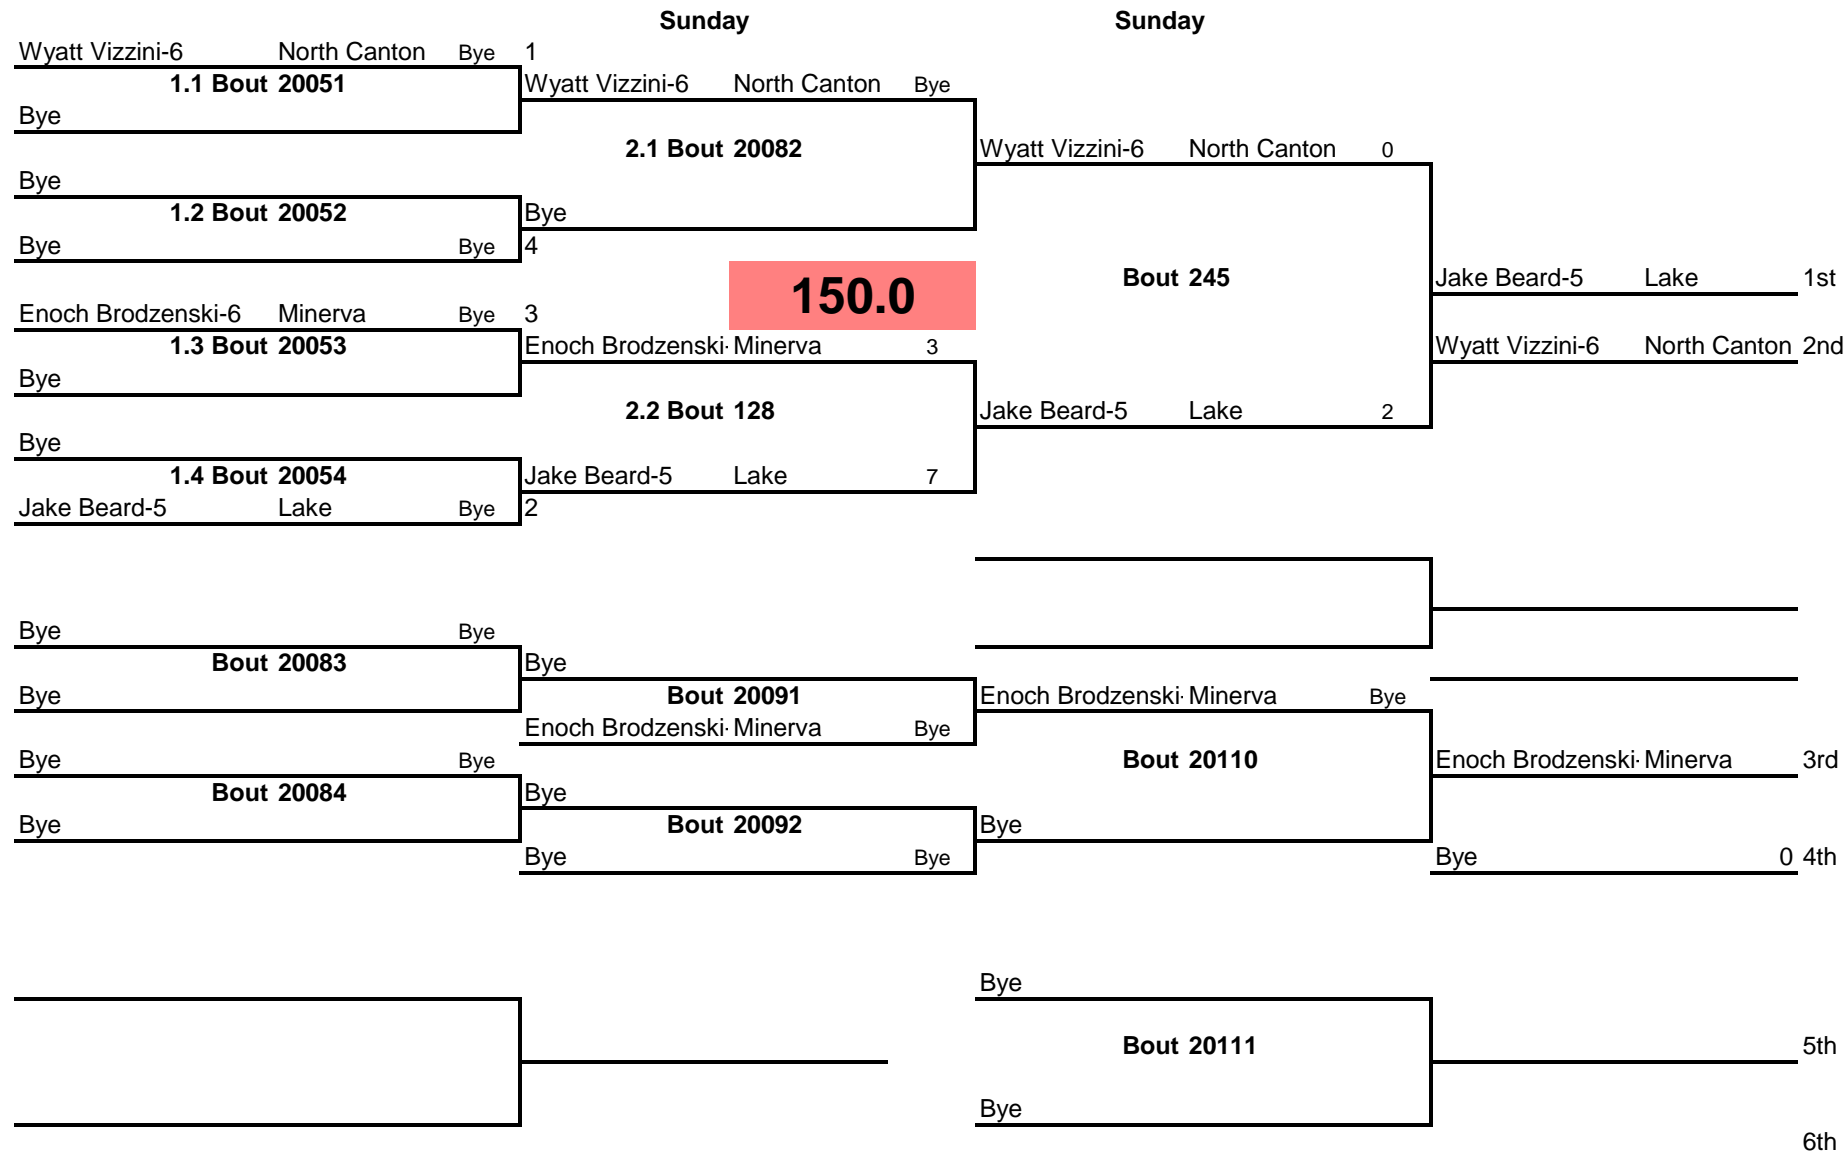 Sunday Sunday
Wyatt Vizzini-6 North Canton Bye 1
1.1 Bout 20051 Wyatt Vizzini-6 North Canton Bye
Bye
2.1 Bout 20082 Wyatt Vizzini-6 North Canton 0
Bye
1.2 Bout 20052 Bye
Bye Bye 4
150.0 Bout 245 Jake Beard-5 Lake 1st
Enoch Brodzenski-6 Minerva Bye 3
1.3 Bout 20053 Enoch Brodzenski- Minerva 3 Wyatt Vizzini-6 North Canton 2nd
Bye
2.2 Bout 128 Jake Beard-5 Lake 2
Bye
1.4 Bout 20054 Jake Beard-5 Lake 7
Jake Beard-5 Lake Bye 2
Bye Bye
Bout 20083 Bye
Bye Bout 20091 Enoch Brodzenski- Minerva Bye
Enoch Brodzenski- Minerva Bye
Bye Bye Bout 20110 Enoch Brodzenski- Minerva 3rd
Bout 20084 Bye
Bye Bout 20092 Bye
Bye Bye Bye 0 4th
Bye
Bout 20111 5th
Bye
6th